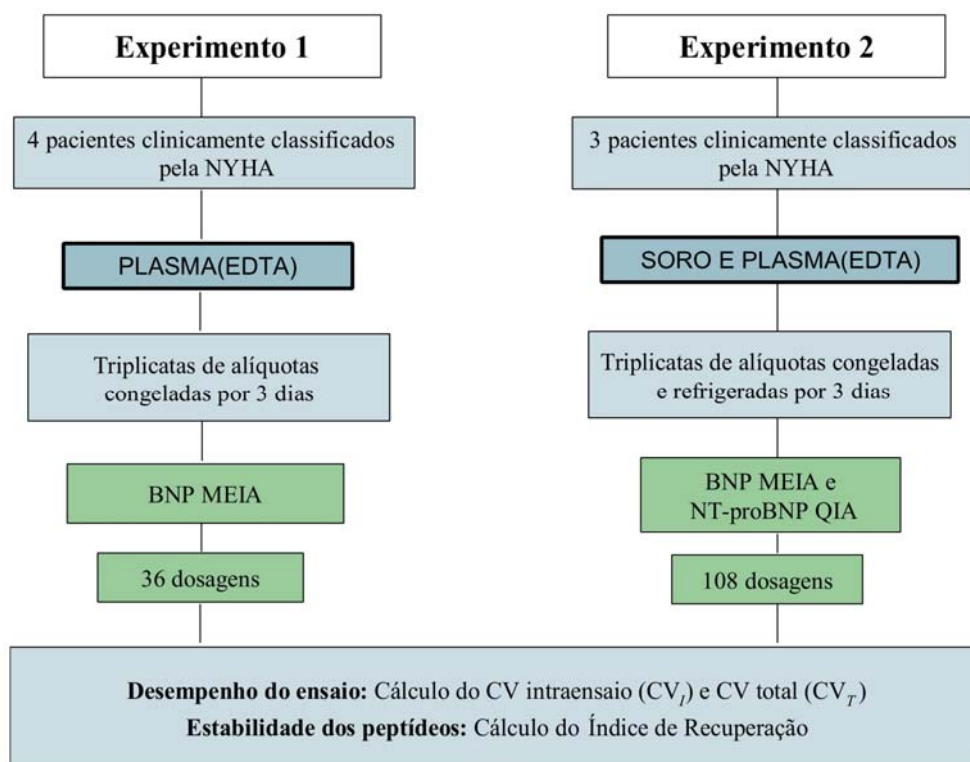 Experimento 1
4 pacientes clinicamente classificados
pela NYHA
PLASMA(EDTA)
Triplicatas de alíquotas
congeladas por 3 dias
BNP MEIA
36 dosagens
Experimento 2
3 pacientes clinicamente classificados
pela NYHA
SORO E PLASMA(EDTA)
Triplicatas de alíquotas congeladas
e refrigeradas por 3 dias
BNP MEIA e
NT-proBNP QIA
108 dosagens
Desempenho do ensaio: Cálculo do CV intraensaio (CVI) e CV total (CVT)
Estabilidade dos peptídeos: Cálculo do Índice de Recuperação